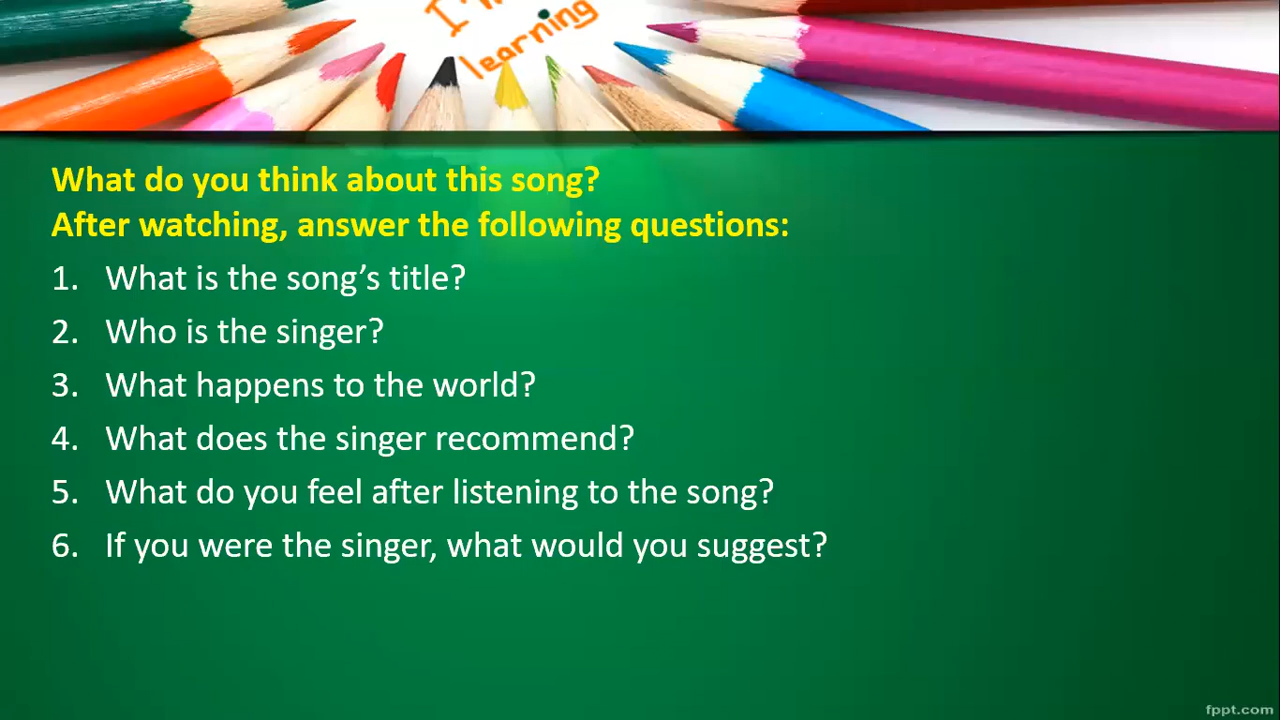 I'm
learning
What do you think about this song?
After watching, answer the following questions:
1. What is the song’s title?
2. Who is the singer?
3. What happens to the world?
4. What does the singer recommend?
5. What do you feel after listening to the song?
6. If you were the singer, what would you suggest?
fppt.com